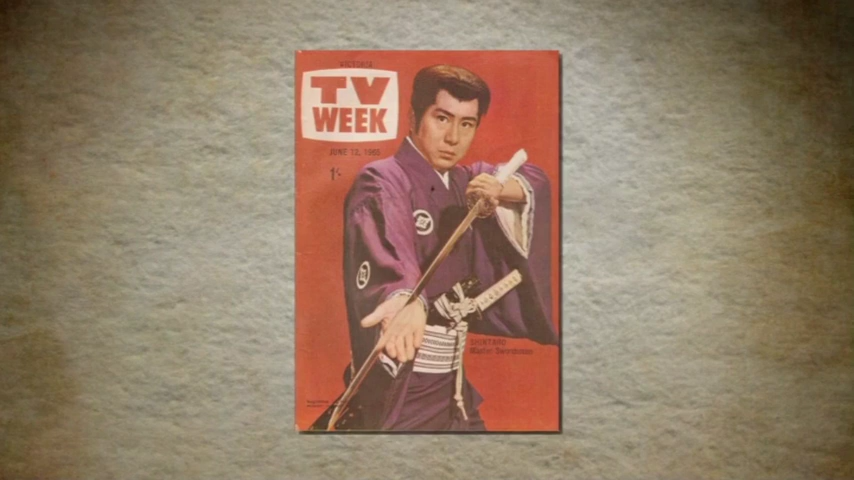 VICTORIA
TV
WEEK
JUNE 12, 1965
1'-
SHINTARO
Master Swordsman